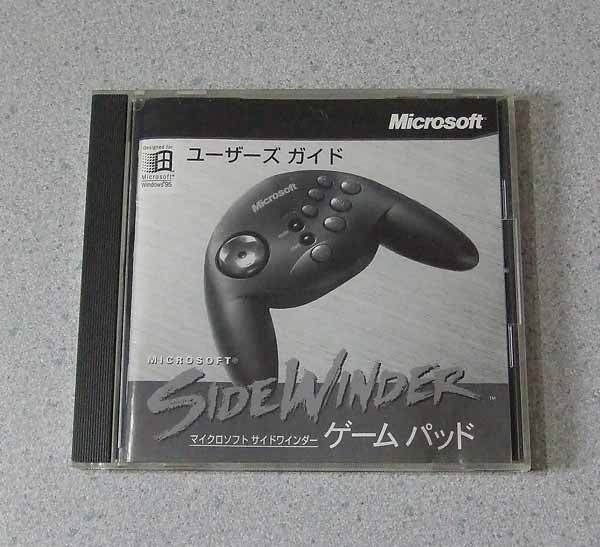 Microsoft
designed for
Microsoft®
Windows®95
ユーザーズ ガイド
Microsoft
MICROSOFT®
SIDEWINDER™
マイクロソフト サイドワインダー ゲーム パッド